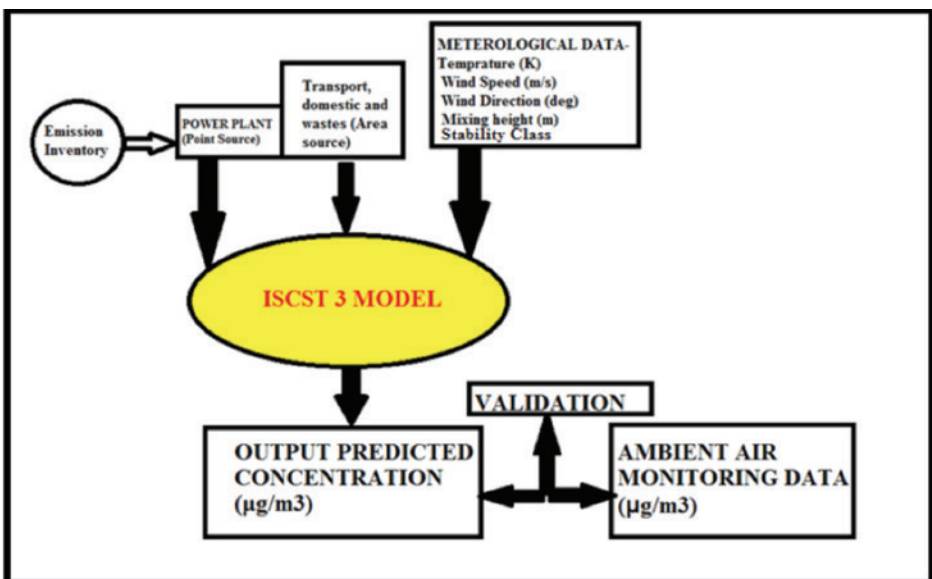 Emission
Inventory
POWER PLANT
(Point Source)
Transport,
domestic and
wastes (Area
source)
METEROLOGICAL DATA-
Temprature (K)
Wind Speed (m/s)
Wind Direction (deg)
Mixing height (m)
Stability Class
ISCST 3 MODEL
VALIDATION
OUTPUT PREDICTED
CONCENTRATION
(µg/m3)
AMBIENT AIR
MONITORING DATA
(µg/m3)